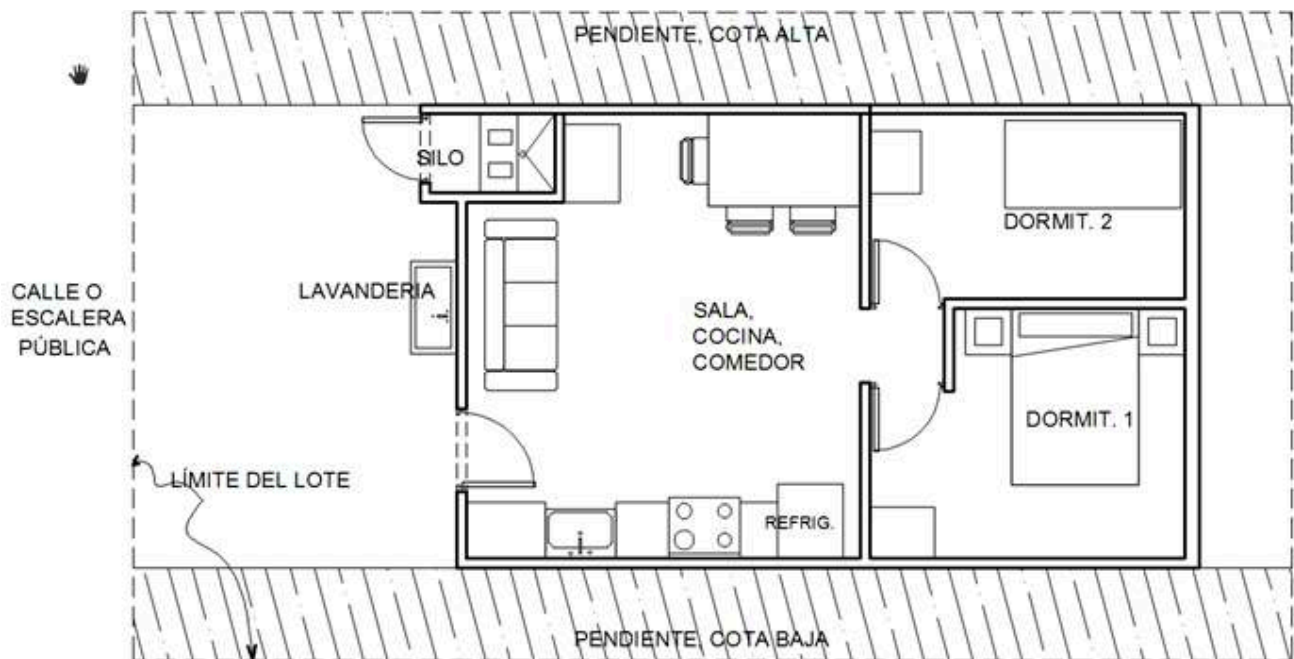 PENDIENTE, COTA ALTA
SILO
DORMIT. 2
CALLE O
ESCALERA
PÚBLICA
LAVANDERIA
SALA,
COCINA,
COMEDOR
DORMIT. 1
LÍMITE DEL LOTE
REFRIG.
PENDIENTE, COTA BAJA